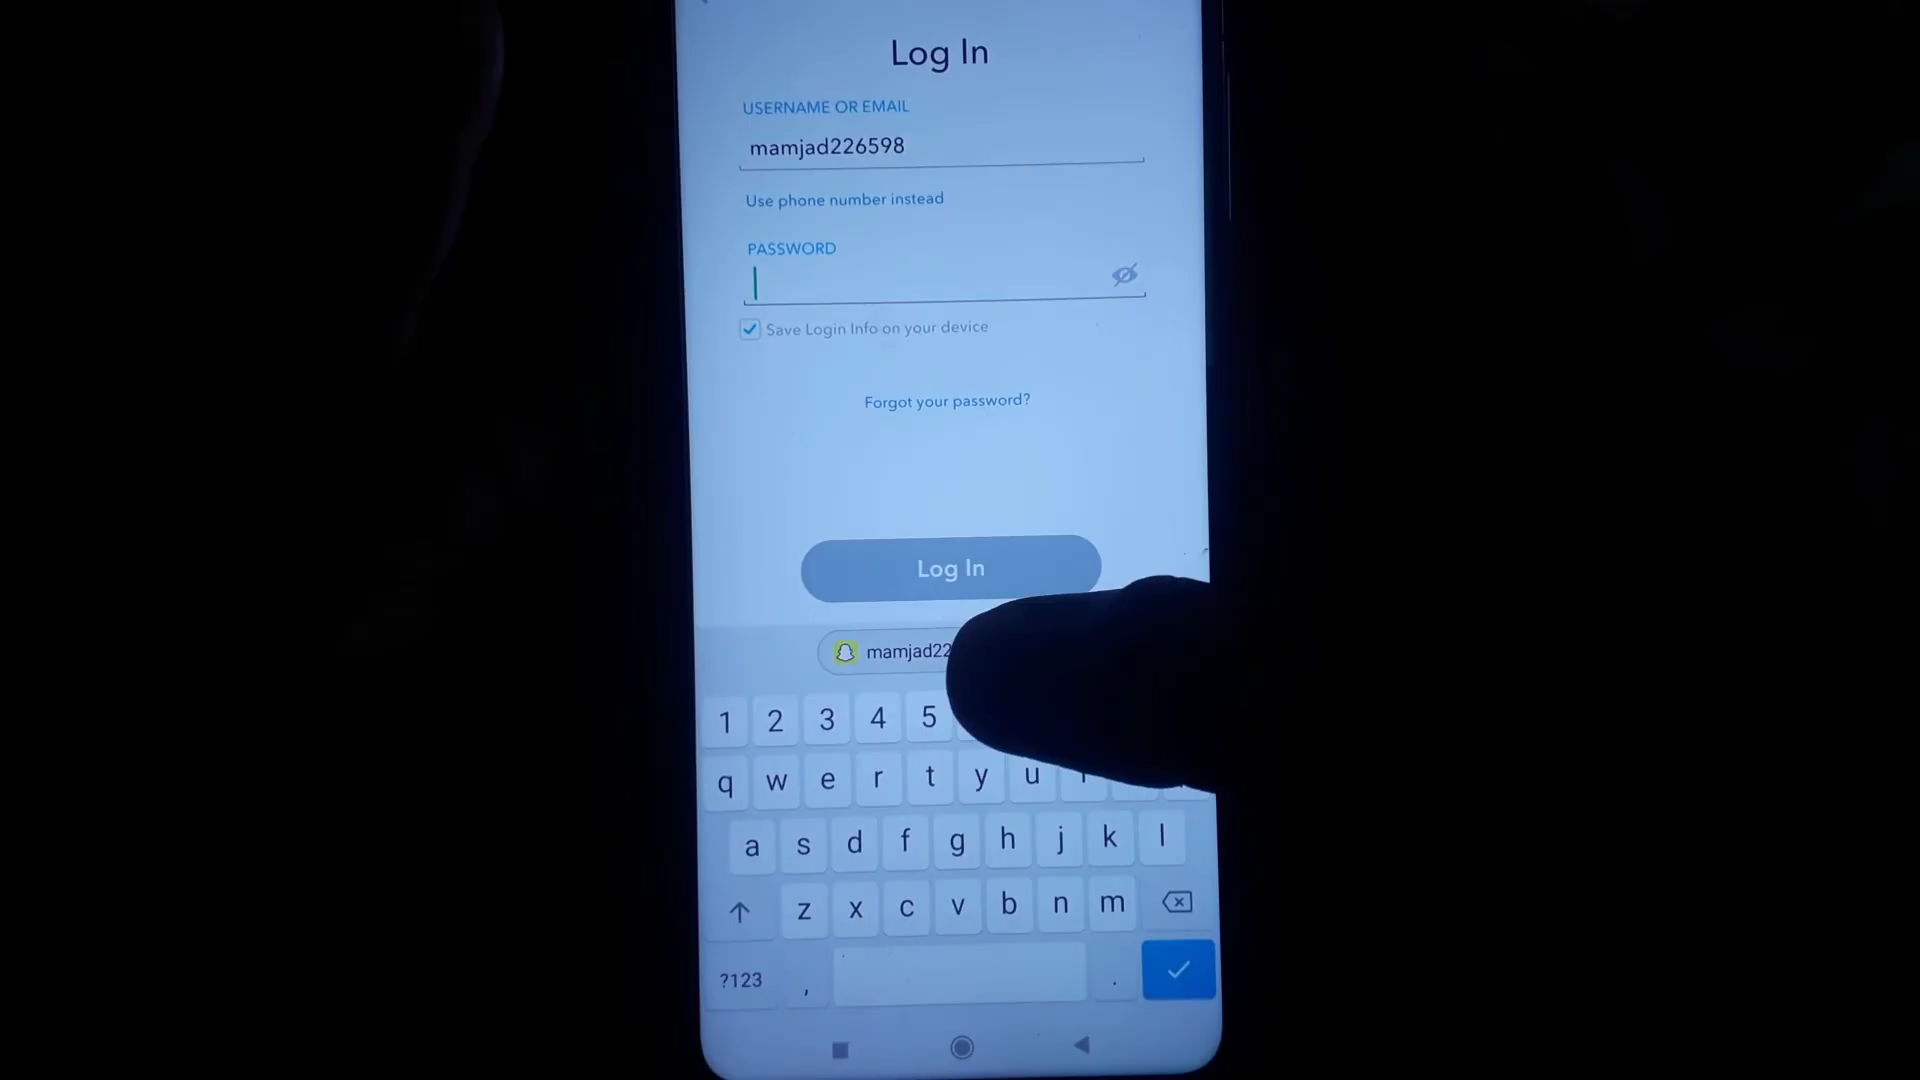 Log In
USERNAME OR EMAIL
mamjad226598
Use phone number instead
PASSWORD
Save Login Info on your device
Forgot your password?
Log In
mamjad22
1 2 3 4 5
q w e r t y u
a s d f g h j k l
z x c v b n m
?123 , .